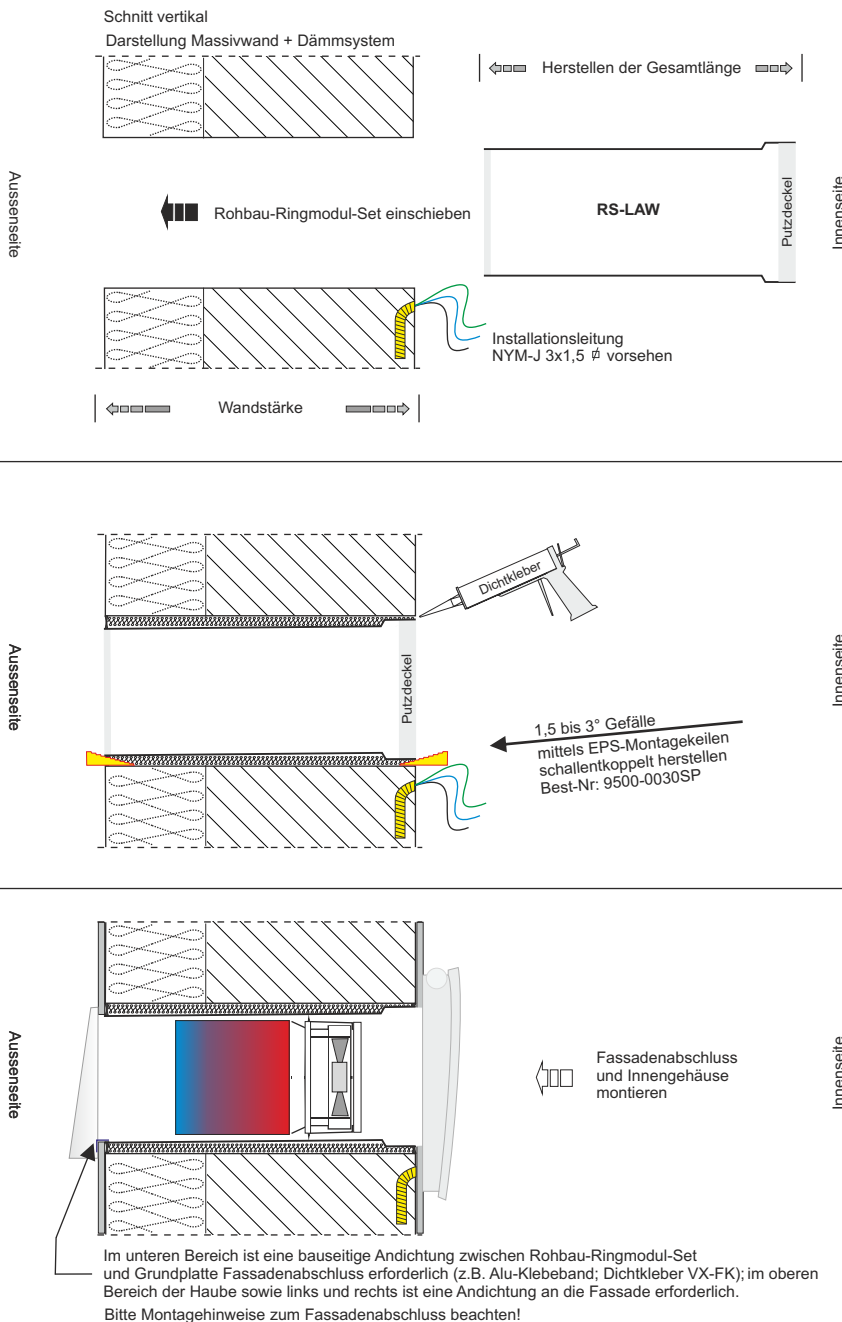 Schnitt vertikal
Darstellung Massivwand + Dämmsystem
Herstellen der Gesamtlänge
Aussenseite
Rohbau-Ringmodul-Set einschieben
RS-LAW
Putzdeckel
Innenseite
Installationsleitung
NYM-J 3x1,5 ⏍ vorsehen
Wandstärke
Dichtkleber
Aussenseite
Putzdeckel
Innenseite
1,5 bis 3° Gefälle
mittels EPS-Montagekeilen
schallentkoppelt herstellen
Best-Nr: 9500-0030SP
Aussenseite
Fassadenabschluss
und Innengehäuse
montieren
Innenseite
Im unteren Bereich ist eine bauseitige Andichtung zwischen Rohbau-Ringmodul-Set
und Grundplatte Fassadenabschluss erforderlich (z.B. Alu-Klebeband; Dichtkleber VX-FK); im oberen
Bereich der Haube sowie links und rechts ist eine Andichtung an die Fassade erforderlich.
Bitte Montagehinweise zum Fassadenabschluss beachten!